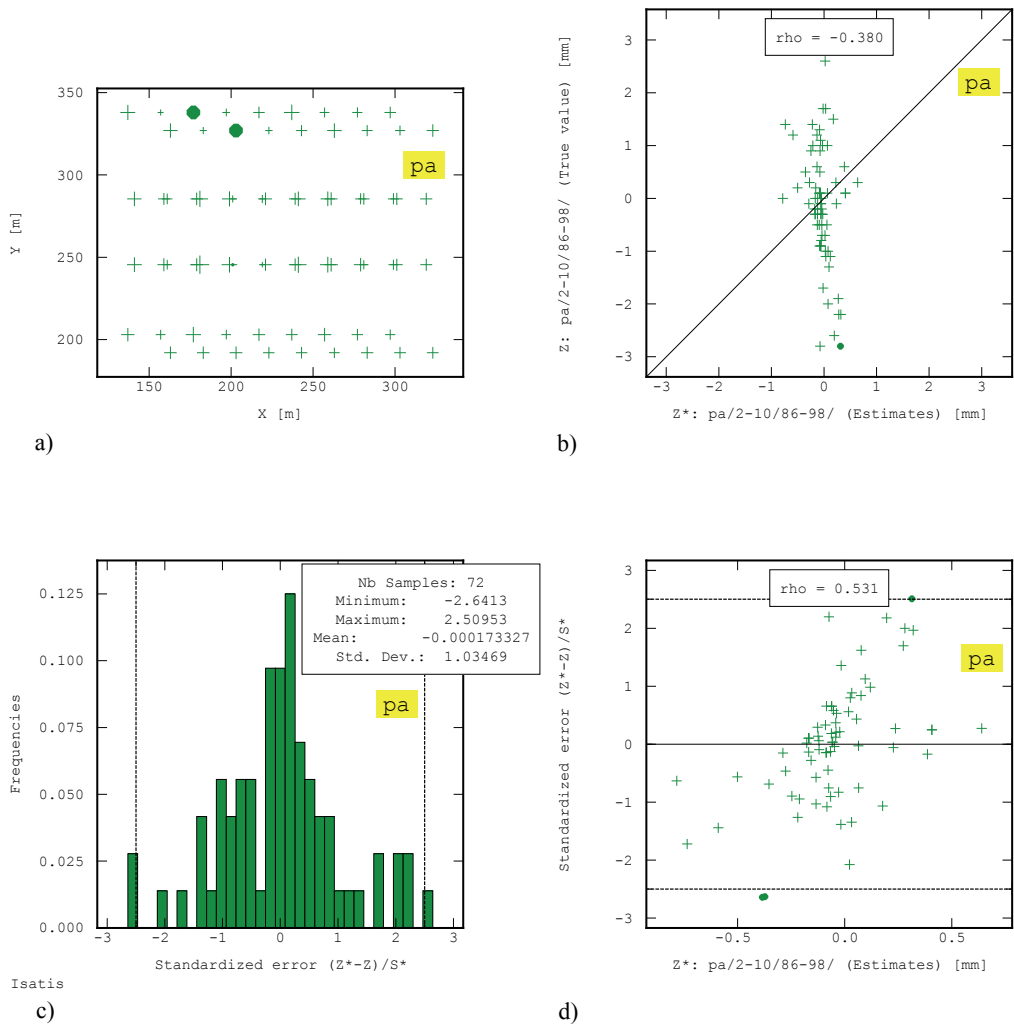 350
300
250
200
150
200
250
300
Y [m]
X [m]
pa
a)
3
2
1
0
-1
-2
-3
-3
-2
-1
0
1
2
3
Z: pa/2-10/86-98/ (True value) [mm]
Z*: pa/2-10/86-98/ (Estimates) [mm]
rho = -0.380
pa
b)
0.125
0.100
0.075
0.050
0.025
0.000
-3
-2
-1
0
1
2
3
Frequencies
Standardized error (Z*-Z)/S*
Nb Samples: 72
Minimum: -2.6413
Maximum: 2.50953
Mean: -0.000173327
Std. Dev.: 1.03469
pa
Isatis
c)
3
2
1
0
-1
-2
-3
-0.5
0.0
0.5
Standardized error (Z*-Z)/S*
Z*: pa/2-10/86-98/ (Estimates) [mm]
rho = 0.531
pa
d)